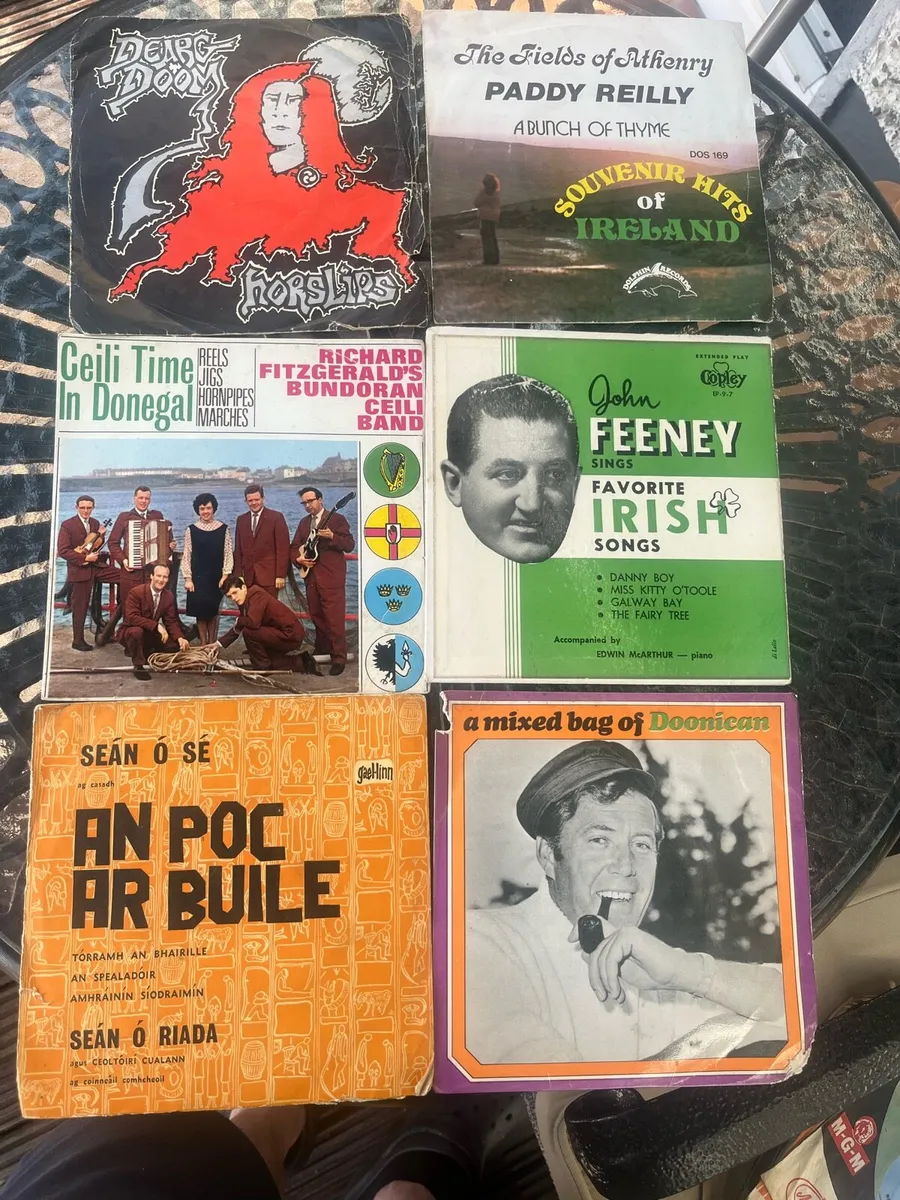 DEARG
DOOM
horslips
The Fields of Athenry
PADDY REILLY
A BUNCH OF THYME
DOS 169
SOUVENIR HITS
of
IRELAND
DOLPHIN RECORDS
Ceili Time
In Donegal
REELS
JIGS
HORNPIPES
MARCHES
RICHARD
FITZGERALD'S
BUNDORAN
CEILI
BAND
EXTENDED PLAY
Copley
EP-9-7
John
FEENEY
SINGS
FAVORITE
IRISH
SONGS
• DANNY BOY
• MISS KITTY O'TOOLE
• GALWAY BAY
• THE FAIRY TREE
Accompanied by
EDWIN McARTHUR — piano
SEÁN Ó SÉ
ag casadh
gael-linn
AN POC
AR BUILE
TÓRRAMH AN BHAIRILLE
AN SPEALADÓIR
AMHRÁINÍN SÍODRAIMÍN
SEÁN Ó RIADA
agus CEOLTÓIRÍ CUALANN
ag coinneáil comhcheoil
a mixed bag of Doonican
M-G-M